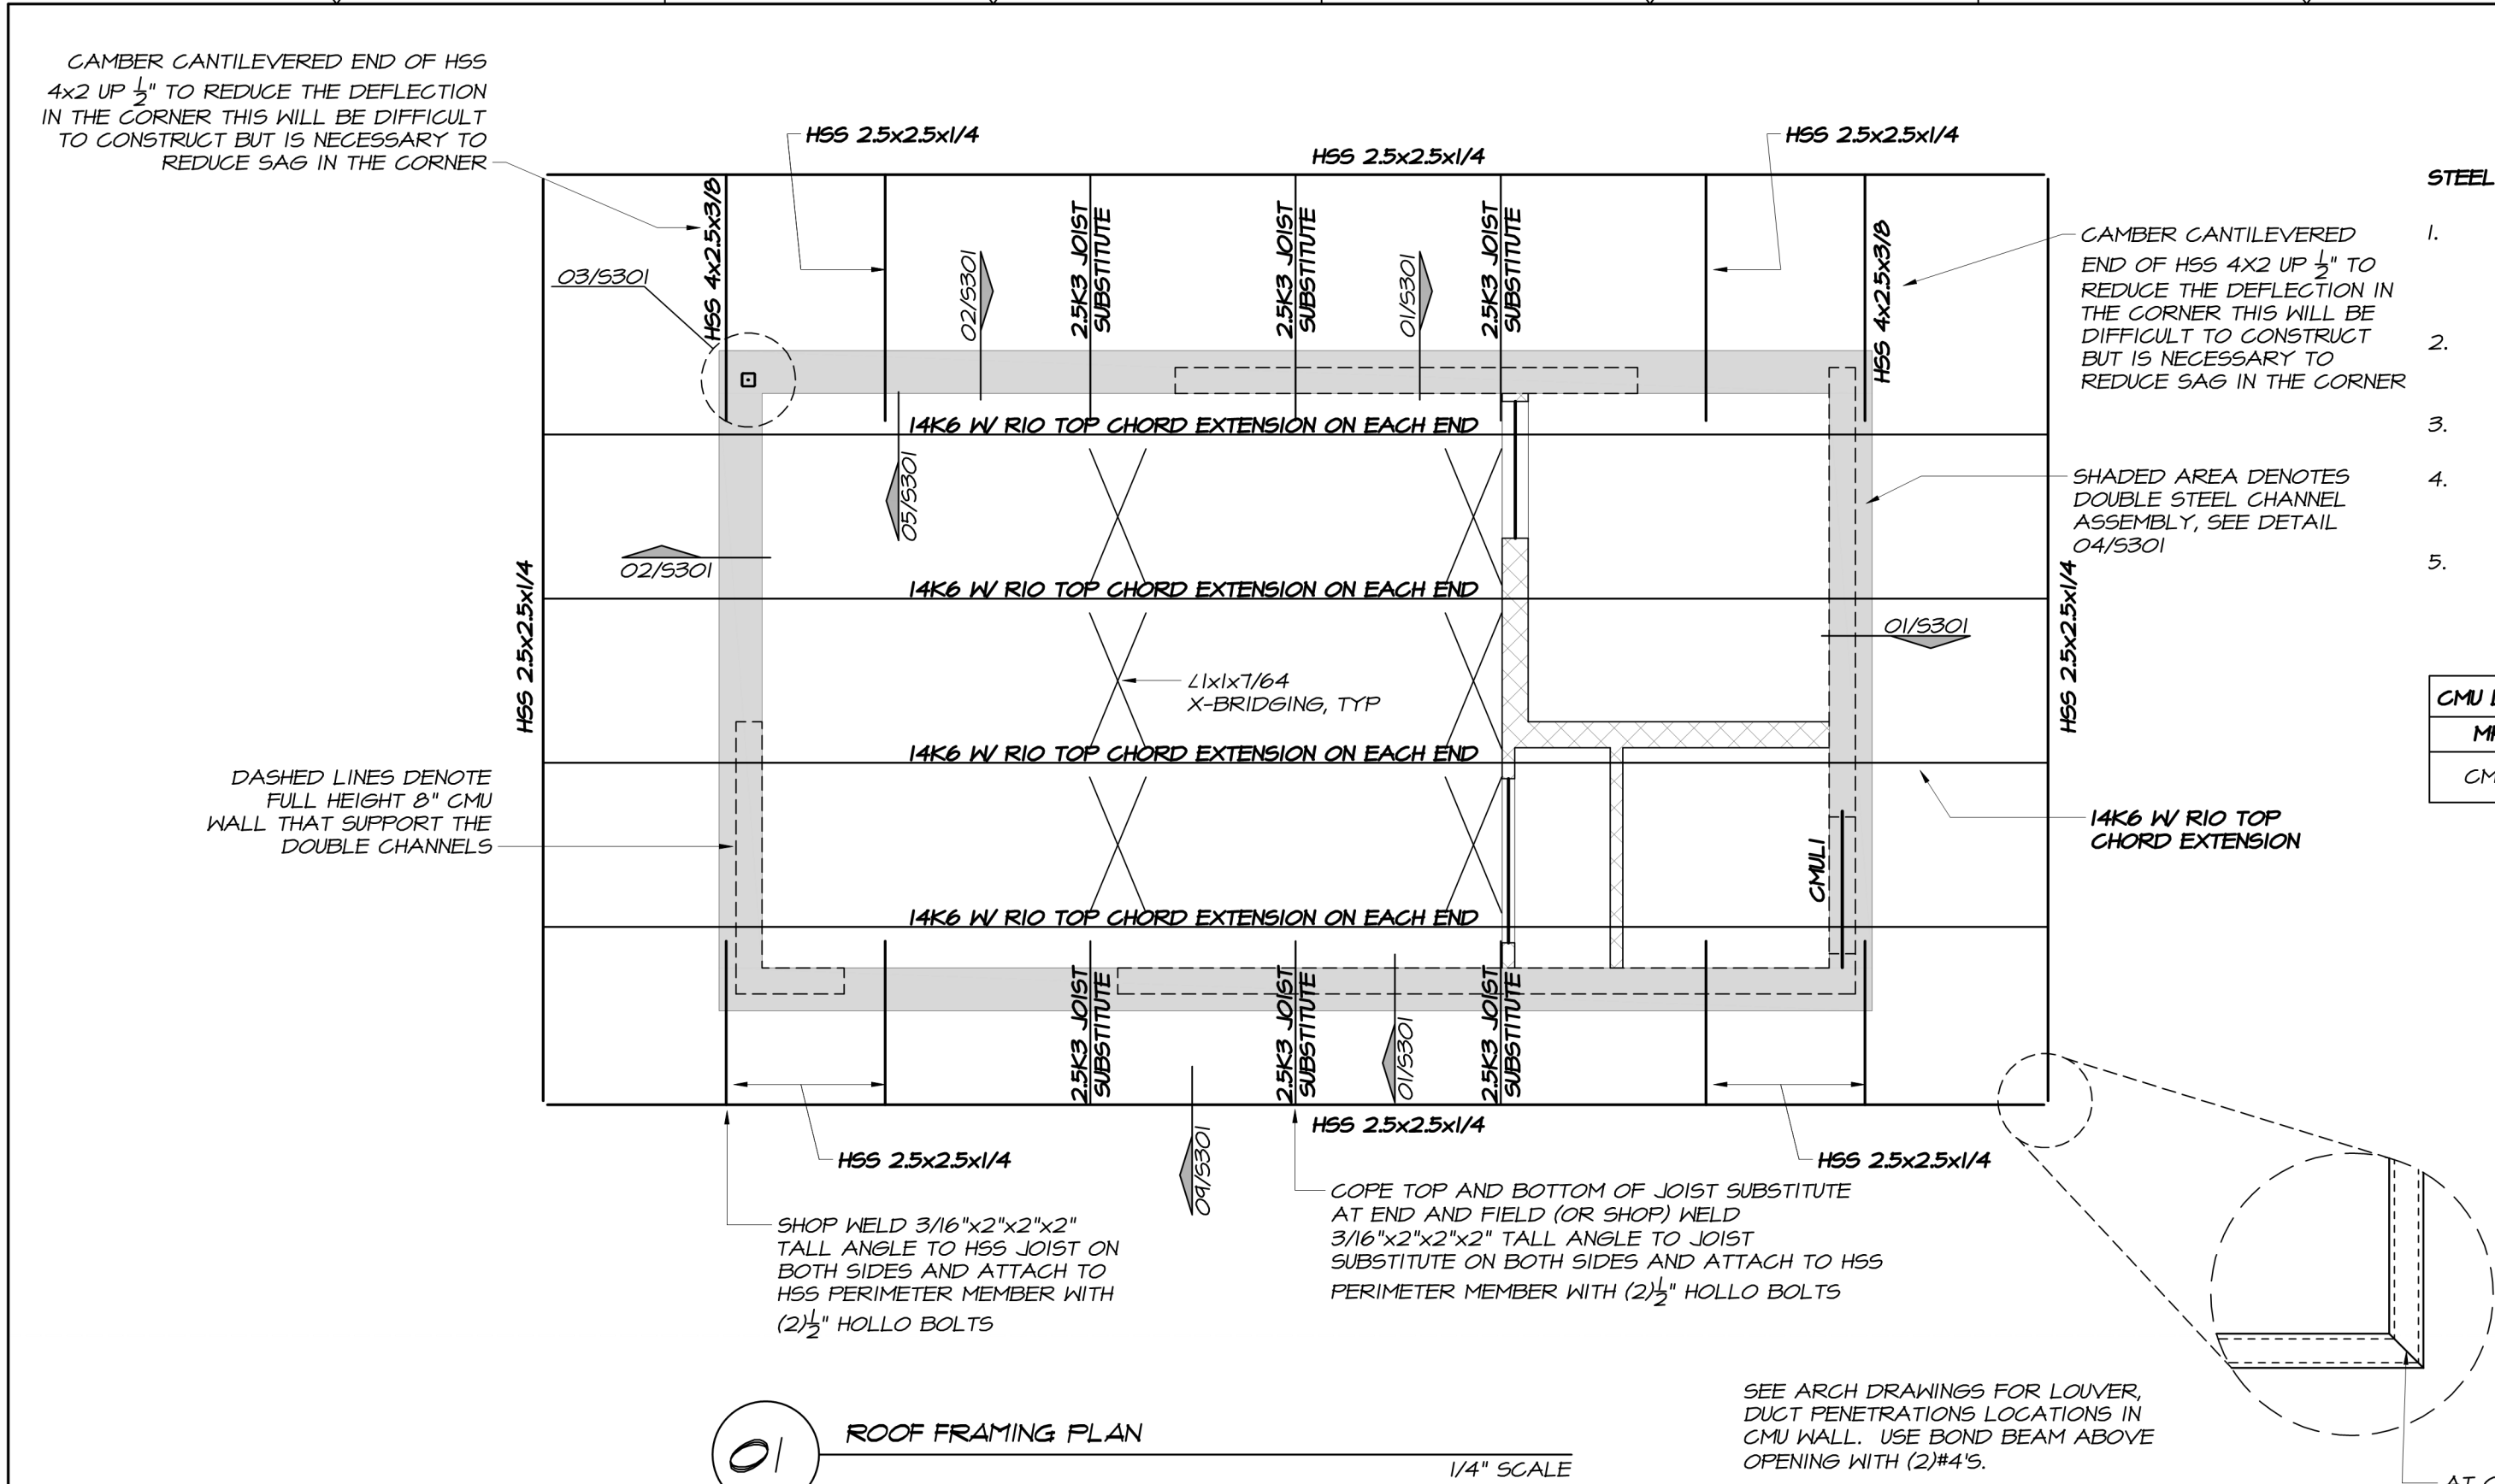 CAMBER CANTILEVERED END OF HSS
4x2 UP 1/2" TO REDUCE THE DEFLECTION
IN THE CORNER THIS WILL BE DIFFICULT
TO CONSTRUCT BUT IS NECESSARY TO
REDUCE SAG IN THE CORNER
HSS 2.5x2.5x1/4
HSS 2.5x2.5x1/4
HSS 2.5x2.5x1/4
HSS 4x2.5x3/8
03/S301
02/S301
2.5K3 JOIST
SUBSTITUTE
2.5K3 JOIST
SUBSTITUTE
01/S301
2.5K3 JOIST
SUBSTITUTE
HSS 4x2.5x3/8
CAMBER CANTILEVERED
END OF HSS 4X2 UP 1/2" TO
REDUCE THE DEFLECTION IN
THE CORNER THIS WILL BE
DIFFICULT TO CONSTRUCT
BUT IS NECESSARY TO
REDUCE SAG IN THE CORNER
STEEL
1.
2.
3.
4.
5.
14K6 W/ R10 TOP CHORD EXTENSION ON EACH END
05/S301
02/S301
SHADED AREA DENOTES
DOUBLE STEEL CHANNEL
ASSEMBLY, SEE DETAIL
04/S301
HSS 2.5x2.5x1/4
14K6 W/ R10 TOP CHORD EXTENSION ON EACH END
01/S301
HSS 2.5x2.5x1/4
L1x1x7/64
X-BRIDGING, TYP
14K6 W/ R10 TOP CHORD EXTENSION ON EACH END
DASHED LINES DENOTE
FULL HEIGHT 8" CMU
WALL THAT SUPPORT THE
DOUBLE CHANNELS
CMUL1
14K6 W/ R10 TOP
CHORD EXTENSION
CMU
14K6 W/ R10 TOP CHORD EXTENSION ON EACH END
2.5K3 JOIST
SUBSTITUTE
2.5K3 JOIST
SUBSTITUTE
01/S301
2.5K3 JOIST
SUBSTITUTE
HSS 2.5x2.5x1/4
HSS 2.5x2.5x1/4
09/S301
HSS 2.5x2.5x1/4
SHOP WELD 3/16"x2"x2"x2"
TALL ANGLE TO HSS JOIST ON
BOTH SIDES AND ATTACH TO
HSS PERIMETER MEMBER WITH
(2)1/2" HOLLO BOLTS
COPE TOP AND BOTTOM OF JOIST SUBSTITUTE
AT END AND FIELD (OR SHOP) WELD
3/16"x2"x2"x2" TALL ANGLE TO JOIST
SUBSTITUTE ON BOTH SIDES AND ATTACH TO HSS
PERIMETER MEMBER WITH (2)1/2" HOLLO BOLTS
SEE ARCH DRAWINGS FOR LOUVER,
DUCT PENETRATIONS LOCATIONS IN
CMU WALL. USE BOND BEAM ABOVE
OPENING WITH (2)#4'S.
01
ROOF FRAMING PLAN
1/4" SCALE